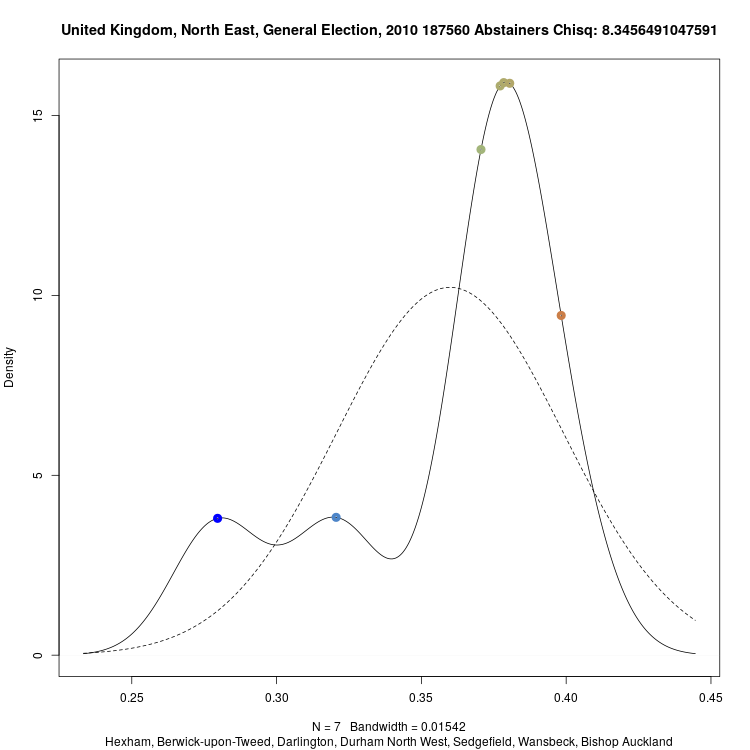 United Kingdom, North East, General Election, 2010 187560 Abstainers Chisq: 8.3456491047591
Density
15
10
5
0
0.25 0.30 0.35 0.40 0.45
N = 7 Bandwidth = 0.01542
Hexham, Berwick-upon-Tweed, Darlington, Durham North West, Sedgefield, Wansbeck, Bishop Auckland